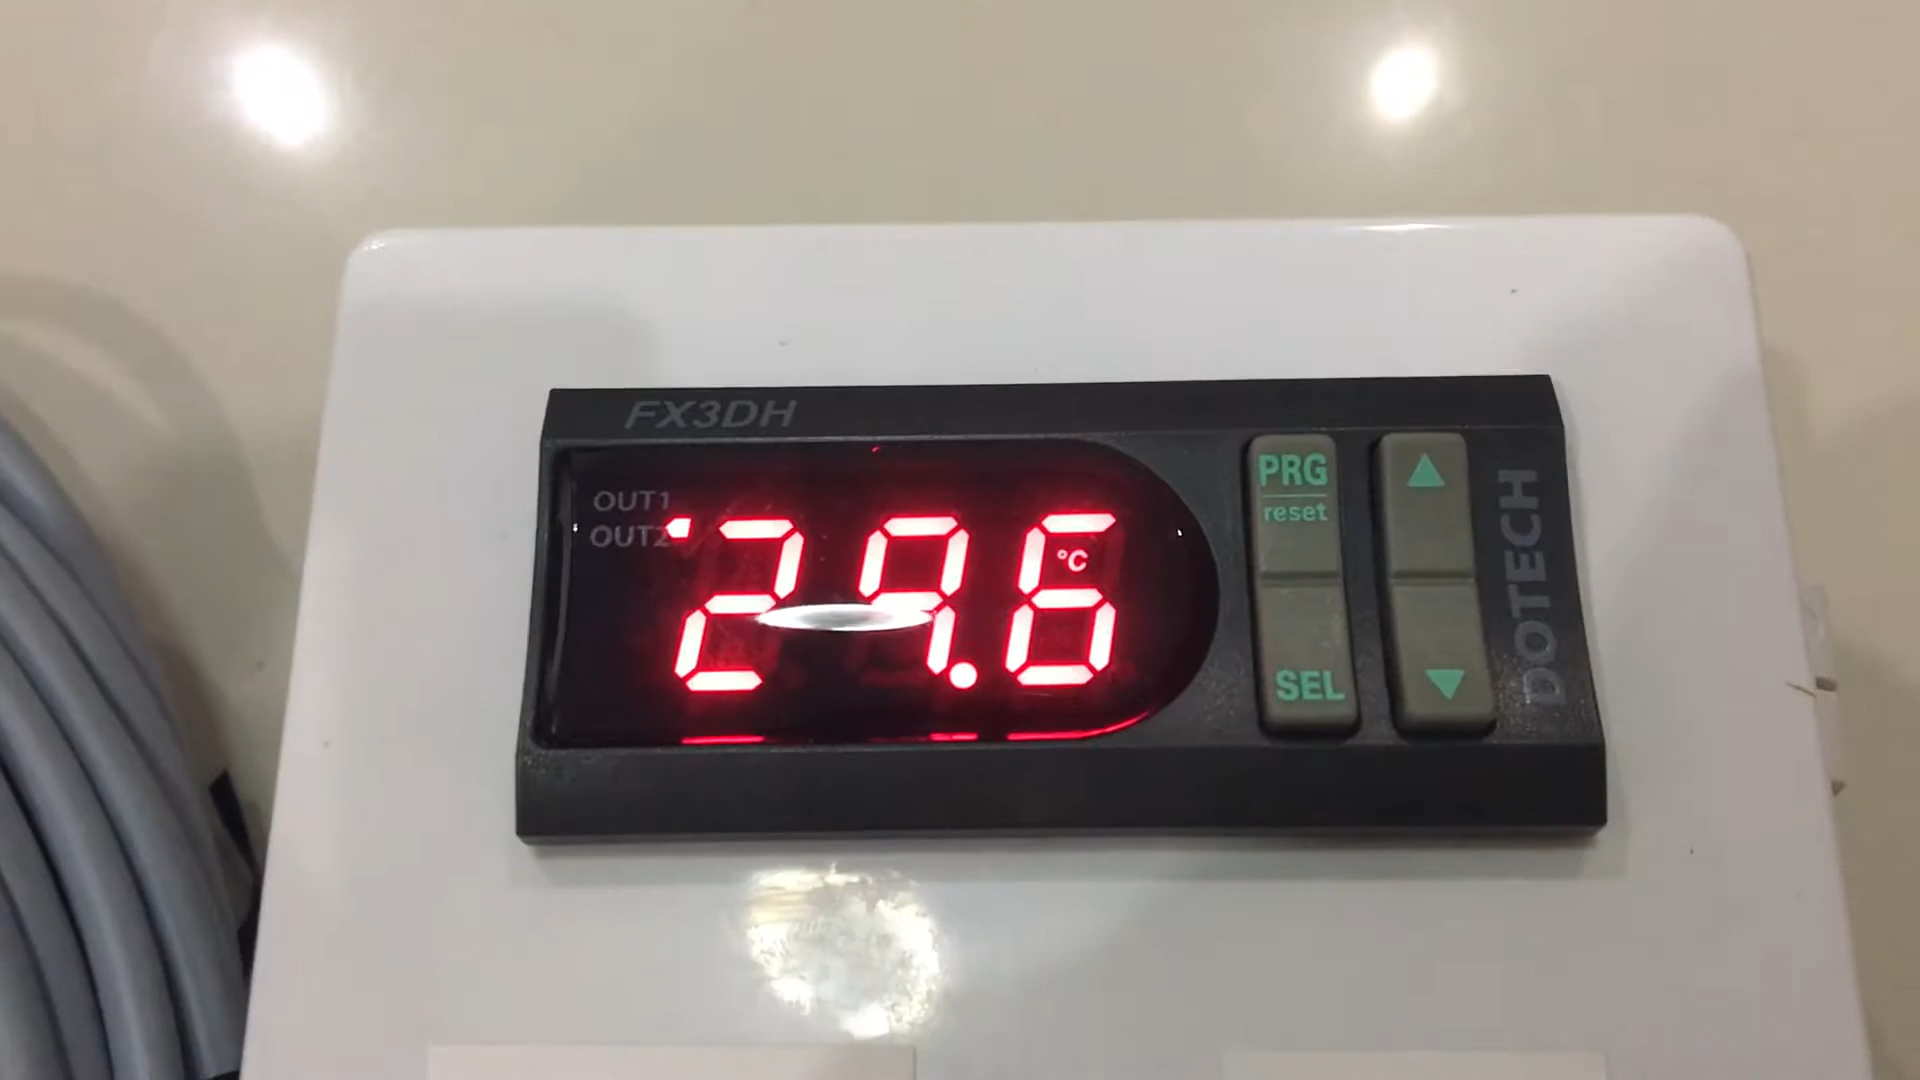 FX3DH
OUT1
OUT2
29.6
°C
PRG
reset
SEL
DOTECH